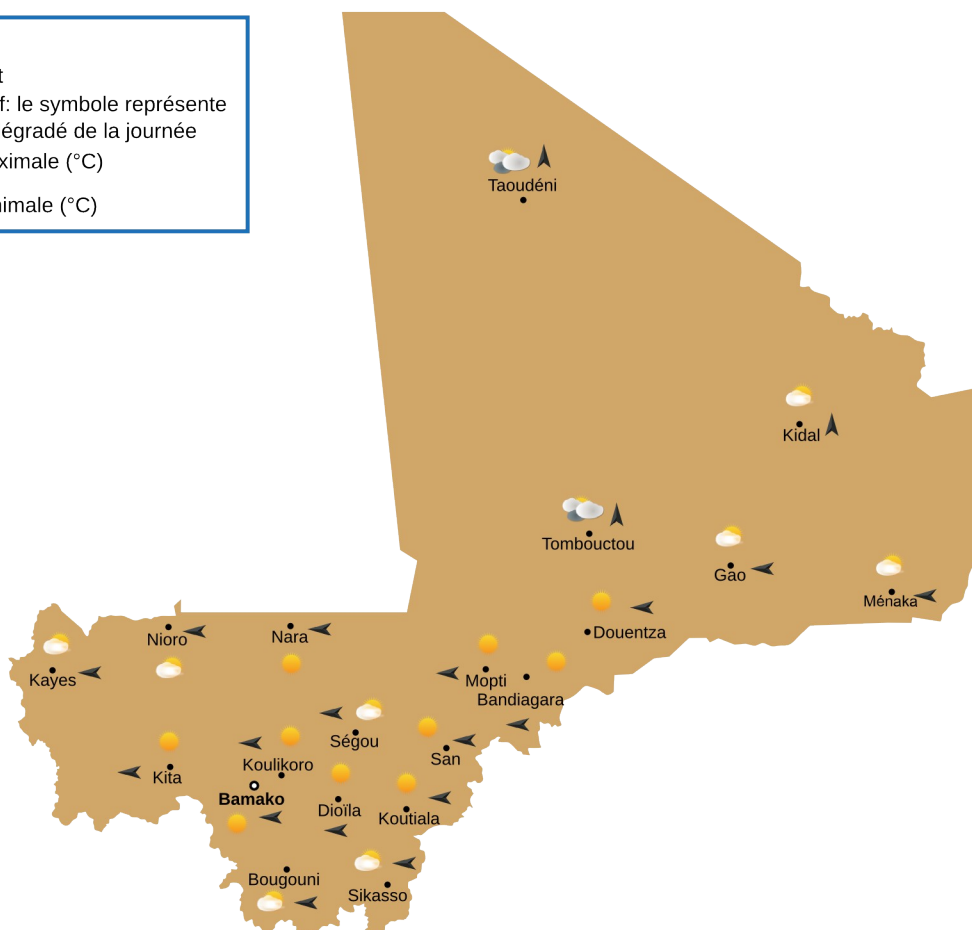 f: le symbole représente
égradé de la journée
ximale (°C)
imale (°C)
Taoudéni
Kidal
Tombouctou
Gao
Ménaka
Douentza
Nioro
Nara
Kayes
Mopti
Bandiagara
Ségou
San
Koulikoro
Kita
Bamako
Dioïla
Koutiala
Bougouni
Sikasso